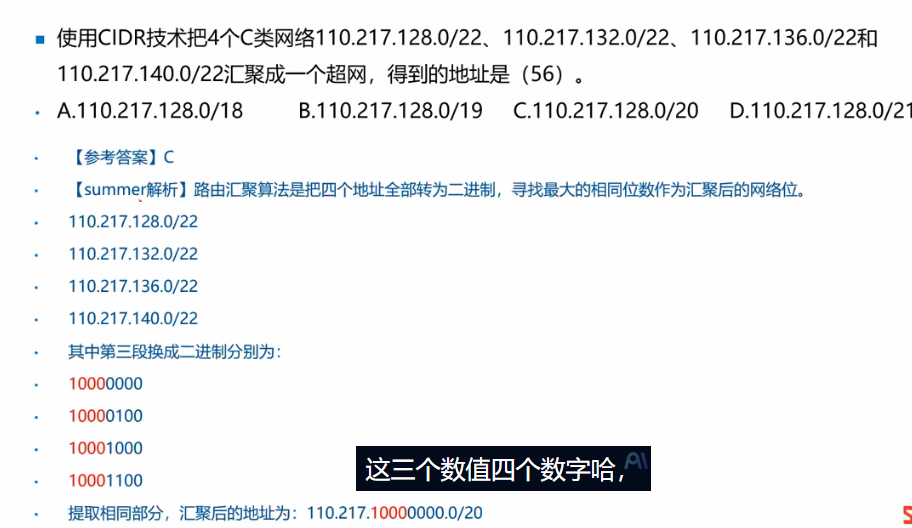 使用CIDR技术把4个C类网络110.217.128.0/22、110.217.132.0/22、110.217.136.0/22和
110.217.140.0/22汇聚成一个超网，得到的地址是（56）。
A.110.217.128.0/18 B.110.217.128.0/19 C.110.217.128.0/20 D.110.217.128.0/21
【参考答案】C
【summer解析】路由汇聚算法是把四个地址全部转为二进制，寻找最大的相同位数作为汇聚后的网络位。
110.217.128.0/22
110.217.132.0/22
110.217.136.0/22
110.217.140.0/22
其中第三段换成二进制分别为：
10000000
10000100
10001000
10001100
这三个数值四个数字哈，
AI
提取相同部分，汇聚后的地址为：110.217.10000000.0/20